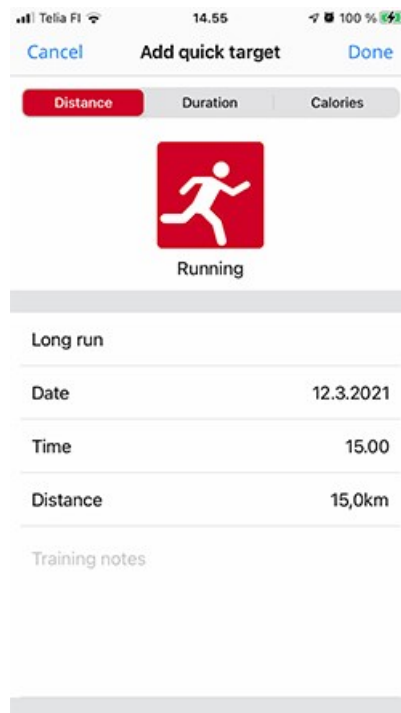 Telia FI 14.55 100 %
Cancel Add quick target Done
Distance Duration Calories
Running
Long run
Date 12.3.2021
Time 15.00
Distance 15,0km
Training notes